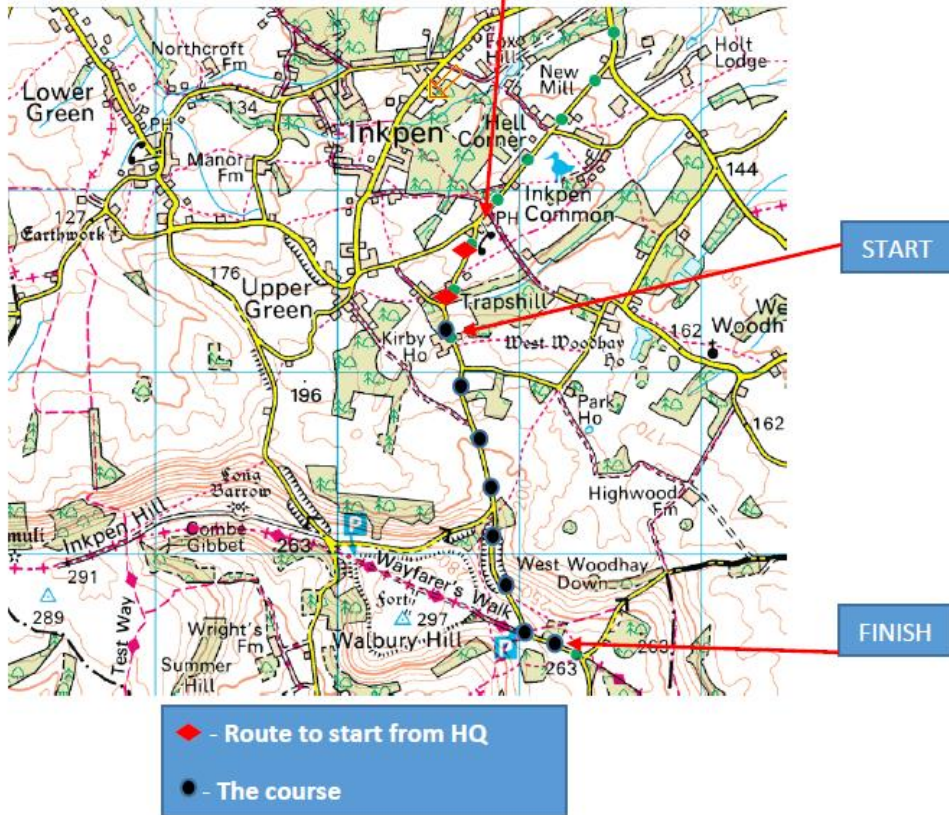 Northcroft
Fm
Lower
Green
134
PH
Inkpen
Manor
Fm
Foxe
Hill
New
Mill
Hell
Corner
Holt
Lodge
144
Inkpen
Common
PH
127
Earthwork
176
Upper
Green
Trapshill
START
Kirby
Ho
West Woodhay
Ho
162
Woodh
196
Park
Ho
162
170
Long
Barrow
Highwood
Fm
Inkpen Hill
Combe
Gibbet
263
P
muli
291
289
Test Way
Wayfarer's Walk
Fort
297
Walbury Hill
West Woodhay
Down
P
263
263
FINISH
Wright's
Fm
Summer
Hill
- Route to start from HQ
- The course